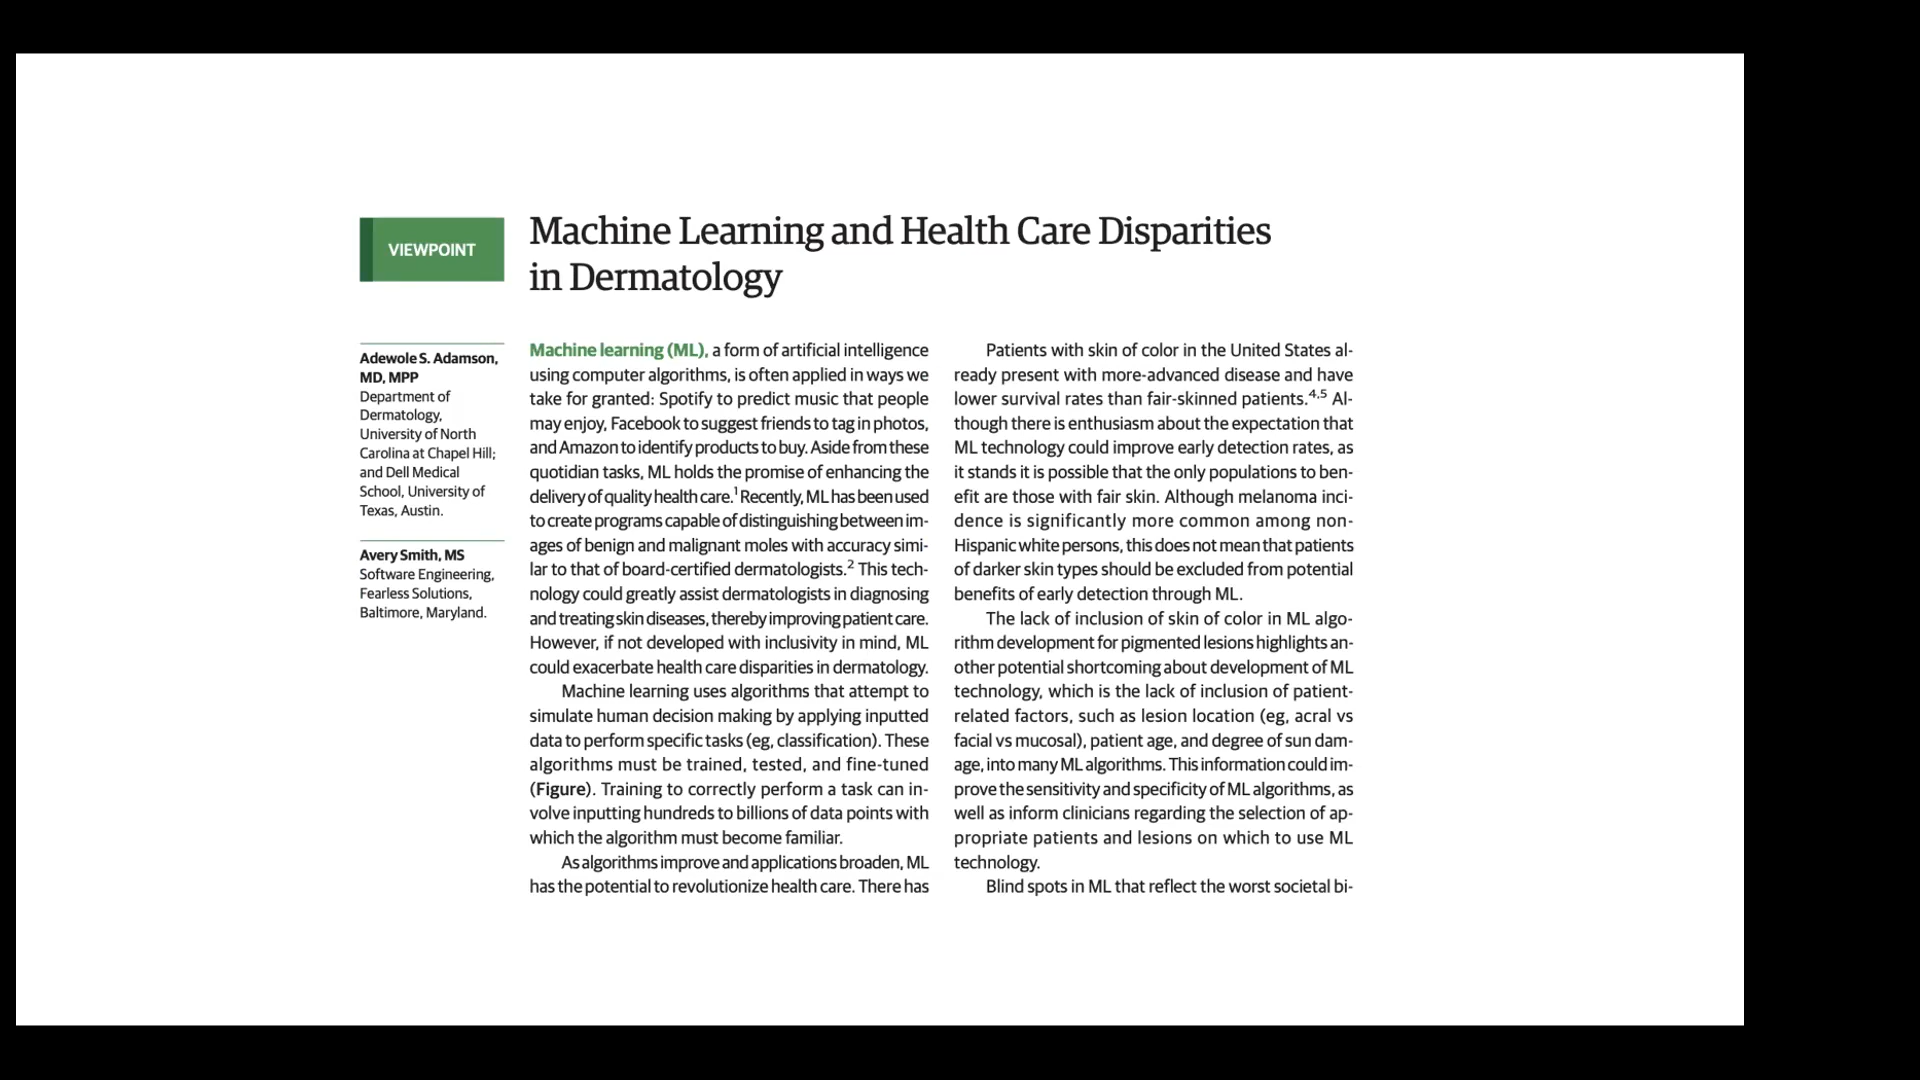 VIEWPOINT
Machine Learning and Health Care Disparities
in Dermatology
Adewole S. Adamson,
MD, MPP
Department of
Dermatology,
University of North
Carolina at Chapel Hill;
and Dell Medical
School, University of
Texas, Austin.
Avery Smith, MS
Software Engineering,
Fearless Solutions,
Baltimore, Maryland.
Machine learning (ML), a form of artificial intelligence
using computer algorithms, is often applied in ways we
take for granted: Spotify to predict music that people
may enjoy, Facebook to suggest friends to tag in photos,
and Amazon to identify products to buy. Aside from these
quotidian tasks, ML holds the promise of enhancing the
delivery of quality health care.1 Recently, ML has been used
to create programs capable of distinguishing between im-
ages of benign and malignant moles with accuracy simi-
lar to that of board-certified dermatologists.2 This tech-
nology could greatly assist dermatologists in diagnosing
and treating skin diseases, thereby improving patient care.
However, if not developed with inclusivity in mind, ML
could exacerbate health care disparities in dermatology.
Machine learning uses algorithms that attempt to
simulate human decision making by applying inputted
data to perform specific tasks (eg, classification). These
algorithms must be trained, tested, and fine-tuned
(Figure). Training to correctly perform a task can in-
volve inputting hundreds to billions of data points with
which the algorithm must become familiar.
As algorithms improve and applications broaden, ML
has the potential to revolutionize health care. There has
Patients with skin of color in the United States al-
ready present with more-advanced disease and have
lower survival rates than fair-skinned patients.4,5 Al-
though there is enthusiasm about the expectation that
ML technology could improve early detection rates, as
it stands it is possible that the only populations to ben-
efit are those with fair skin. Although melanoma inci-
dence is significantly more common among non-
Hispanic white persons, this does not mean that patients
of darker skin types should be excluded from potential
benefits of early detection through ML.
The lack of inclusion of skin of color in ML algo-
rithm development for pigmented lesions highlights an-
other potential shortcoming about development of ML
technology, which is the lack of inclusion of patient-
related factors, such as lesion location (eg, acral vs
facial vs mucosal), patient age, and degree of sun dam-
age, into many ML algorithms. This information could im-
prove the sensitivity and specificity of ML algorithms, as
well as inform clinicians regarding the selection of ap-
propriate patients and lesions on which to use ML
technology.
Blind spots in ML that reflect the worst societal bi-